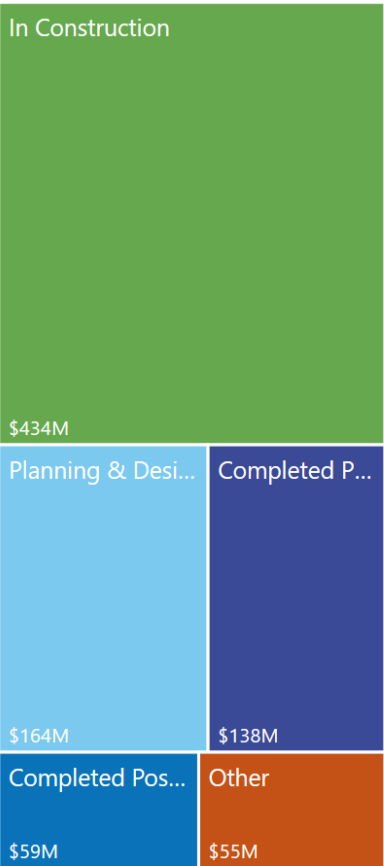 In Construction
$434M
Planning & Desi...
$164M
Completed P...
$138M
Completed Pos...
$59M
Other
$55M